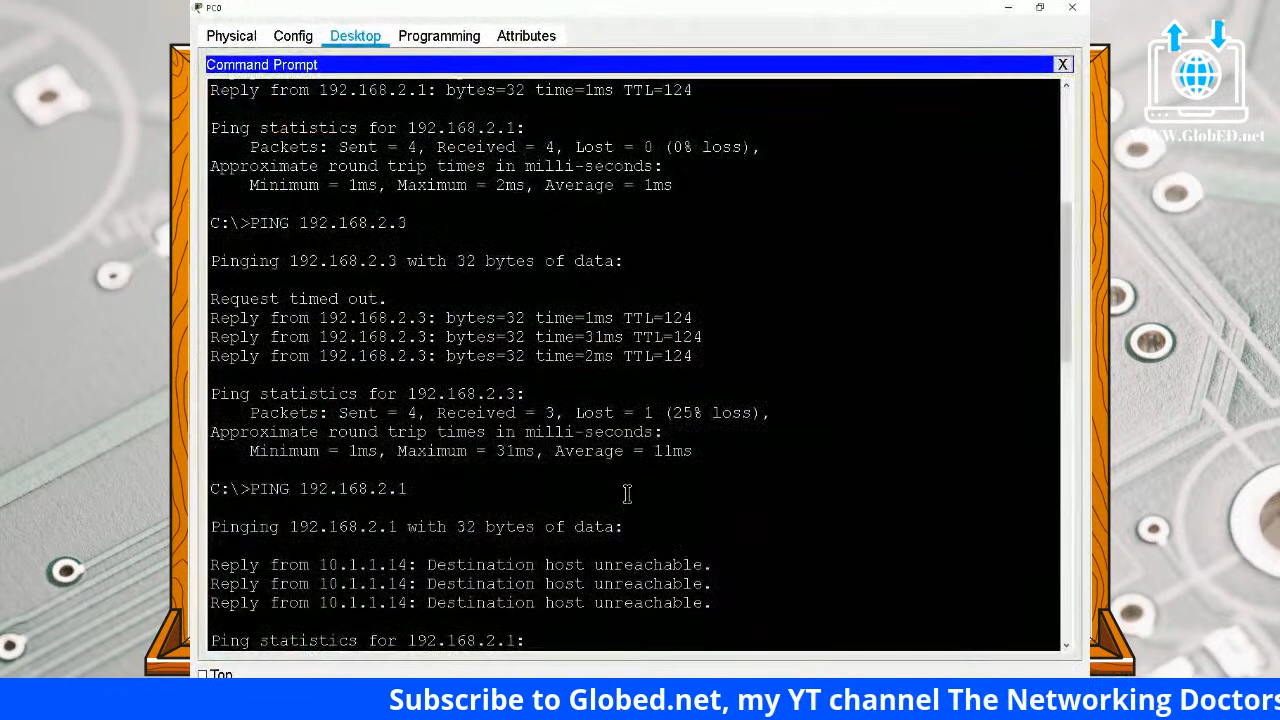 PC0
Physical Config Desktop Programming Attributes
Command Prompt X
Reply from 192.168.2.1: bytes=32 time=1ms TTL=124
Ping statistics for 192.168.2.1:
Packets: Sent = 4, Received = 4, Lost = 0 (0% loss),
Approximate round trip times in milli-seconds:
Minimum = 1ms, Maximum = 2ms, Average = 1ms
C:\>PING 192.168.2.3
Pinging 192.168.2.3 with 32 bytes of data:
Request timed out.
Reply from 192.168.2.3: bytes=32 time=1ms TTL=124
Reply from 192.168.2.3: bytes=32 time=31ms TTL=124
Reply from 192.168.2.3: bytes=32 time=2ms TTL=124
Ping statistics for 192.168.2.3:
Packets: Sent = 4, Received = 3, Lost = 1 (25% loss),
Approximate round trip times in milli-seconds:
Minimum = 1ms, Maximum = 31ms, Average = 11ms
C:\>PING 192.168.2.1
Pinging 192.168.2.1 with 32 bytes of data:
Reply from 10.1.1.14: Destination host unreachable.
Reply from 10.1.1.14: Destination host unreachable.
Reply from 10.1.1.14: Destination host unreachable.
Ping statistics for 192.168.2.1:
Top
WWW.GlobED.net
Subscribe to Globed.net, my YT channel The Networking Doctors